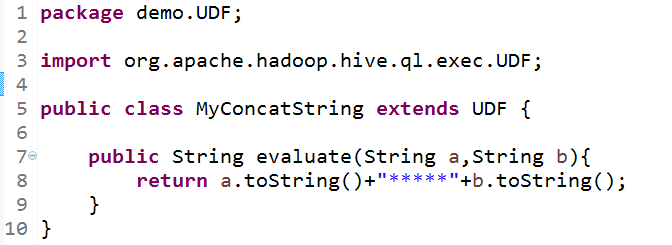 1 package demo.UDF;
2
3 import org.apache.hadoop.hive.ql.exec.UDF;
4
5 public class MyConcatString extends UDF {
6
7 public String evaluate(String a,String b){
8 return a.toString()+"*****"+b.toString();
9 }
10 }